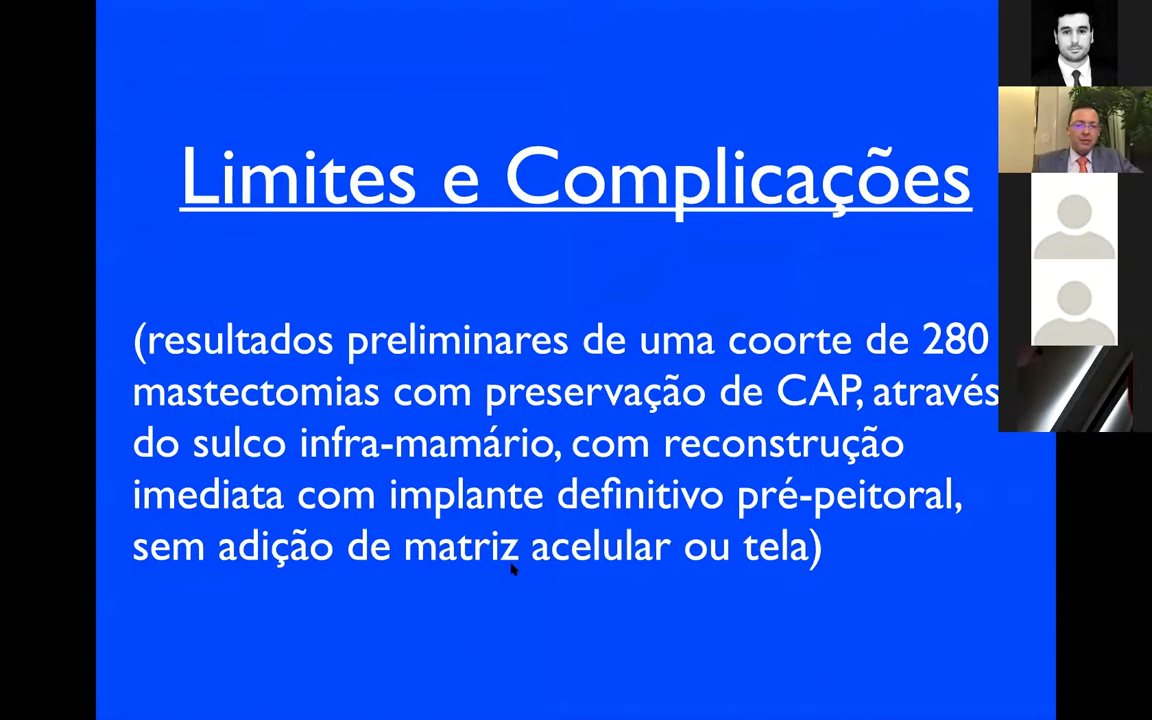 Limites e Complicações
(resultados preliminares de uma coorte de 280
mastectomias com preservação de CAP, através
do sulco infra-mamário, com reconstrução
imediata com implante definitivo pré-peitoral,
sem adição de matriz acelular ou tela)